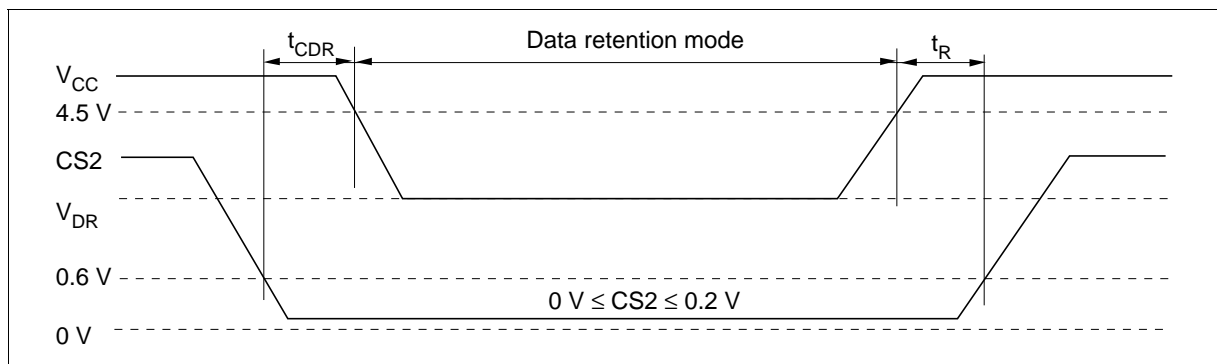 t_CDR Data retention mode t_R
V_CC
4.5 V
CS2
V_DR
0.6 V
0 V ≤ CS2 ≤ 0.2 V
0 V